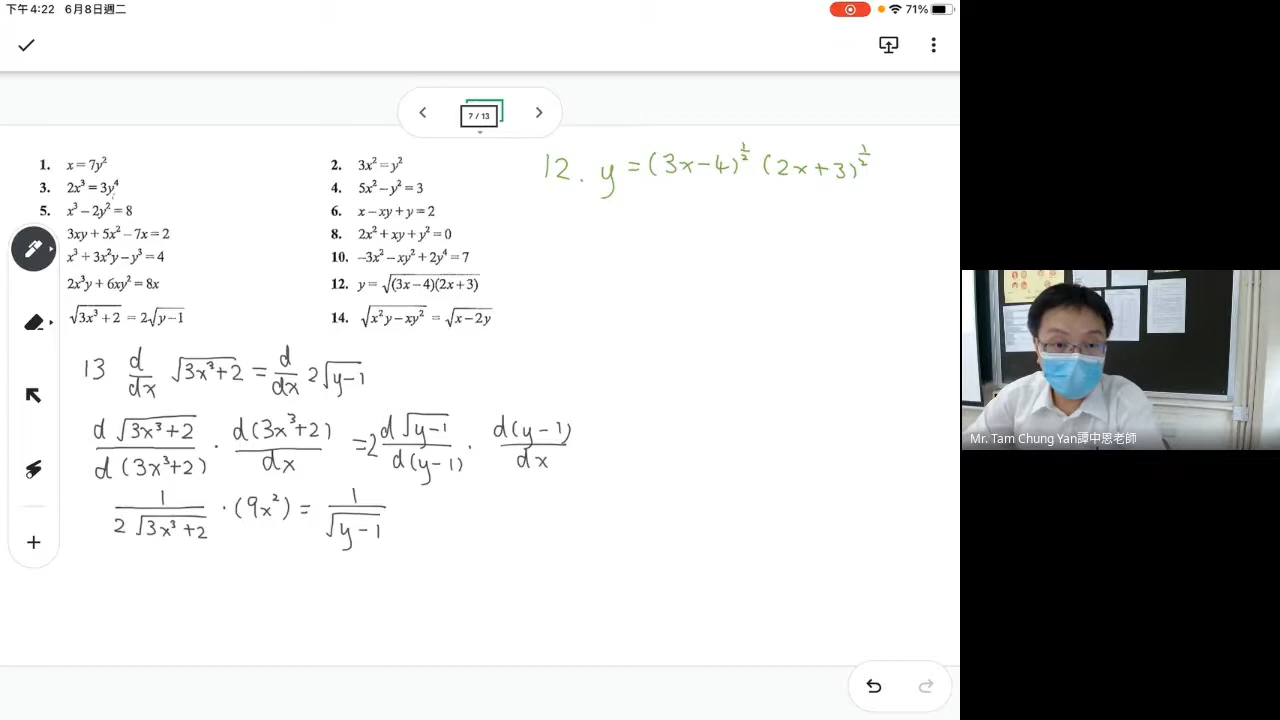 下午4:22 6月8日週二
71%
7 / 13
1. x = 7y²
2. 3x² = y²
3. 2x³ = 3y⁴
4. 5x² – y² = 3
5. x³ – 2y² = 8
6. x – xy + y = 2
3xy + 5x² – 7x = 2
8. 2x² + xy + y² = 0
x³ + 3x²y – y³ = 4
10. –3x² – xy² + 2y⁴ = 7
2x³y + 6xy² = 8x
12. y = √((3x – 4)(2x + 3))
√(3x³ + 2) = 2√(y – 1)
14. √(x²y – xy²) = √(x – 2y)
12. y = (3x – 4)^(1/2) (2x + 3)^(1/2)
13 d/dx √(3x³ + 2) = d/dx 2√(y – 1)
d√(3x³ + 2)/d(3x³ + 2) · d(3x³ + 2)/dx = 2 d√(y – 1)/d(y – 1) · d(y – 1)/dx
1/(2√(3x³ + 2)) · (9x²) = 1/√(y – 1)
Mr. Tam Chung Yan譚中恩老師